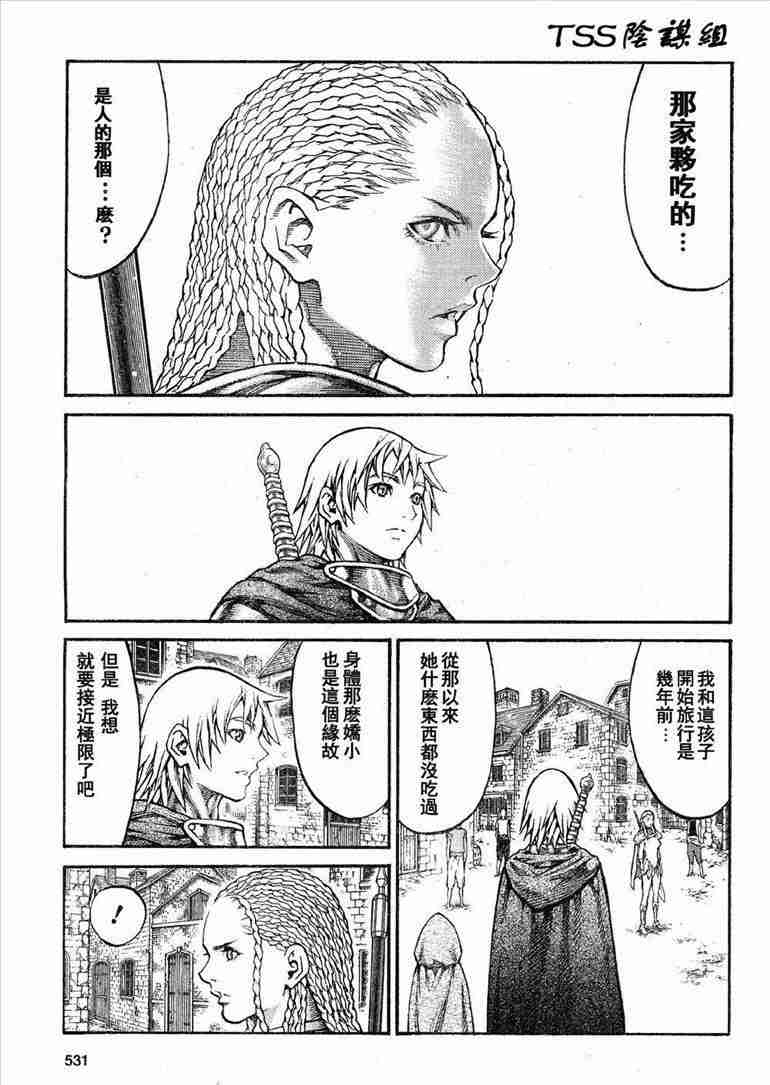 TSS陰謀組
那家夥吃的…
是人的那個…麼?
我和這孩子
開始旅行是
幾年前…
從那以來
她什麼東西都沒吃過
身體那麼嬌小
也是這個緣故
但是 我想
就要接近極限了吧
!
531